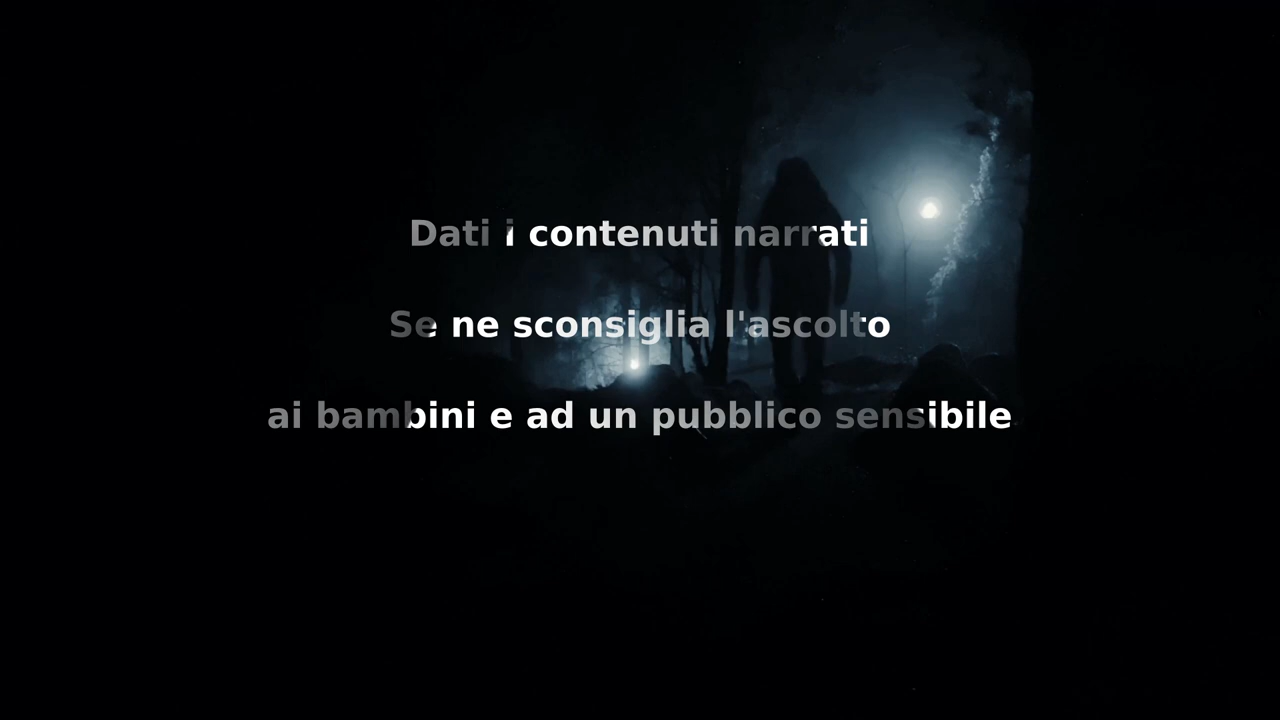 Dati i contenuti narrati
Se ne sconsiglia l'ascolto
ai bambini e ad un pubblico sensibile